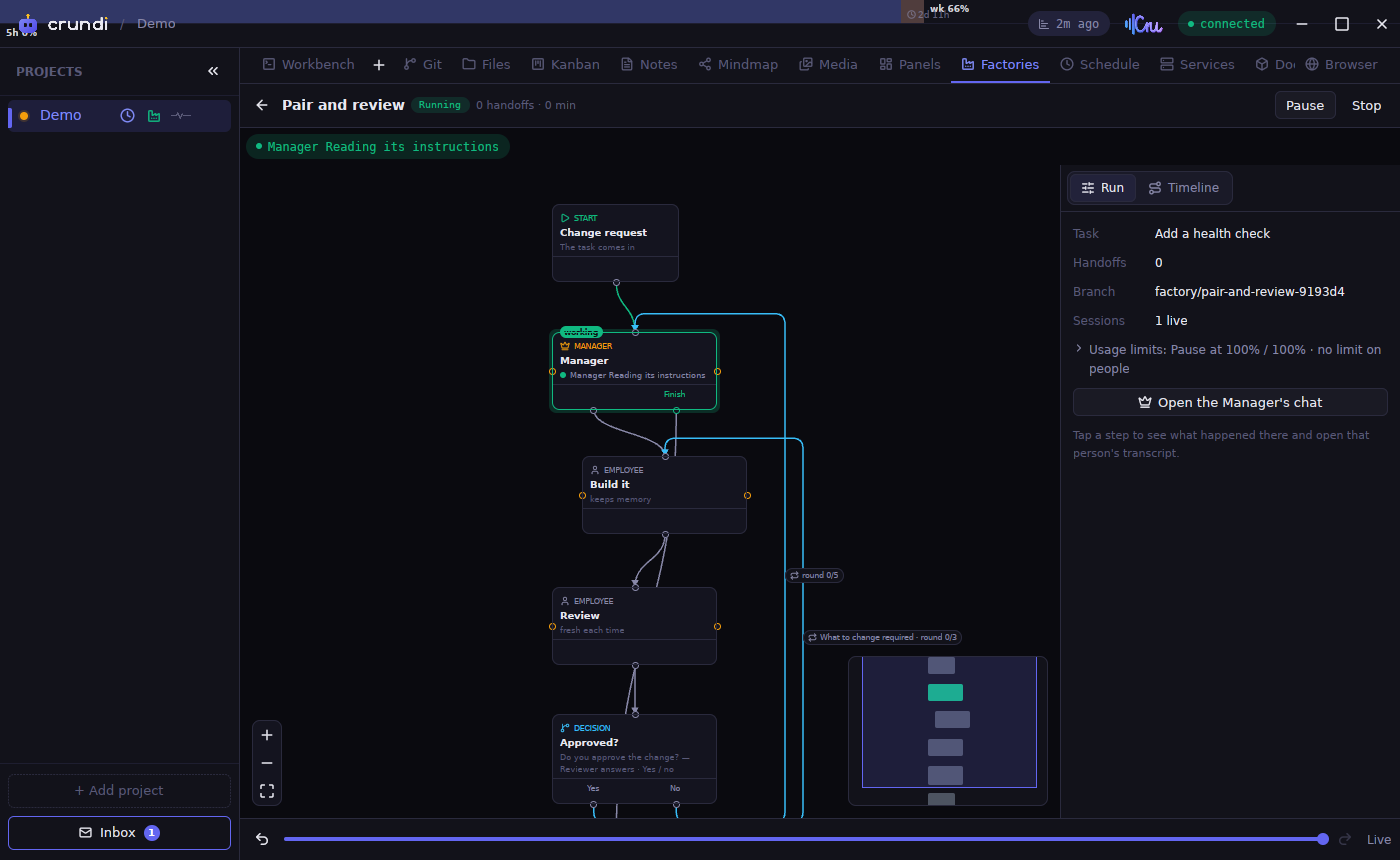 5h 6%
crundi / Demo
2d 11h
wk 66%
2m ago
Cru
connected
PROJECTS
Workbench
Git
Files
Kanban
Notes
Mindmap
Media
Panels
Factories
Schedule
Services
Browser
Demo
Pair and review
Running
0 handoffs · 0 min
Pause
Stop
Manager Reading its instructions
START
Change request
The task comes in
working
MANAGER
Manager
Manager Reading its instructions
Finish
EMPLOYEE
Build it
keeps memory
round 0/5
EMPLOYEE
Review
fresh each time
What to change required · round 0/3
DECISION
Approved?
Do you approve the change? —
Reviewer answers · Yes / no
Yes
No
Run
Timeline
Task
Add a health check
Handoffs
0
Branch
factory/pair-and-review-9193d4
Sessions
1 live
Usage limits: Pause at 100% / 100% · no limit on
people
Open the Manager's chat
Tap a step to see what happened there and open that
person's transcript.
+ Add project
Inbox 1
Live